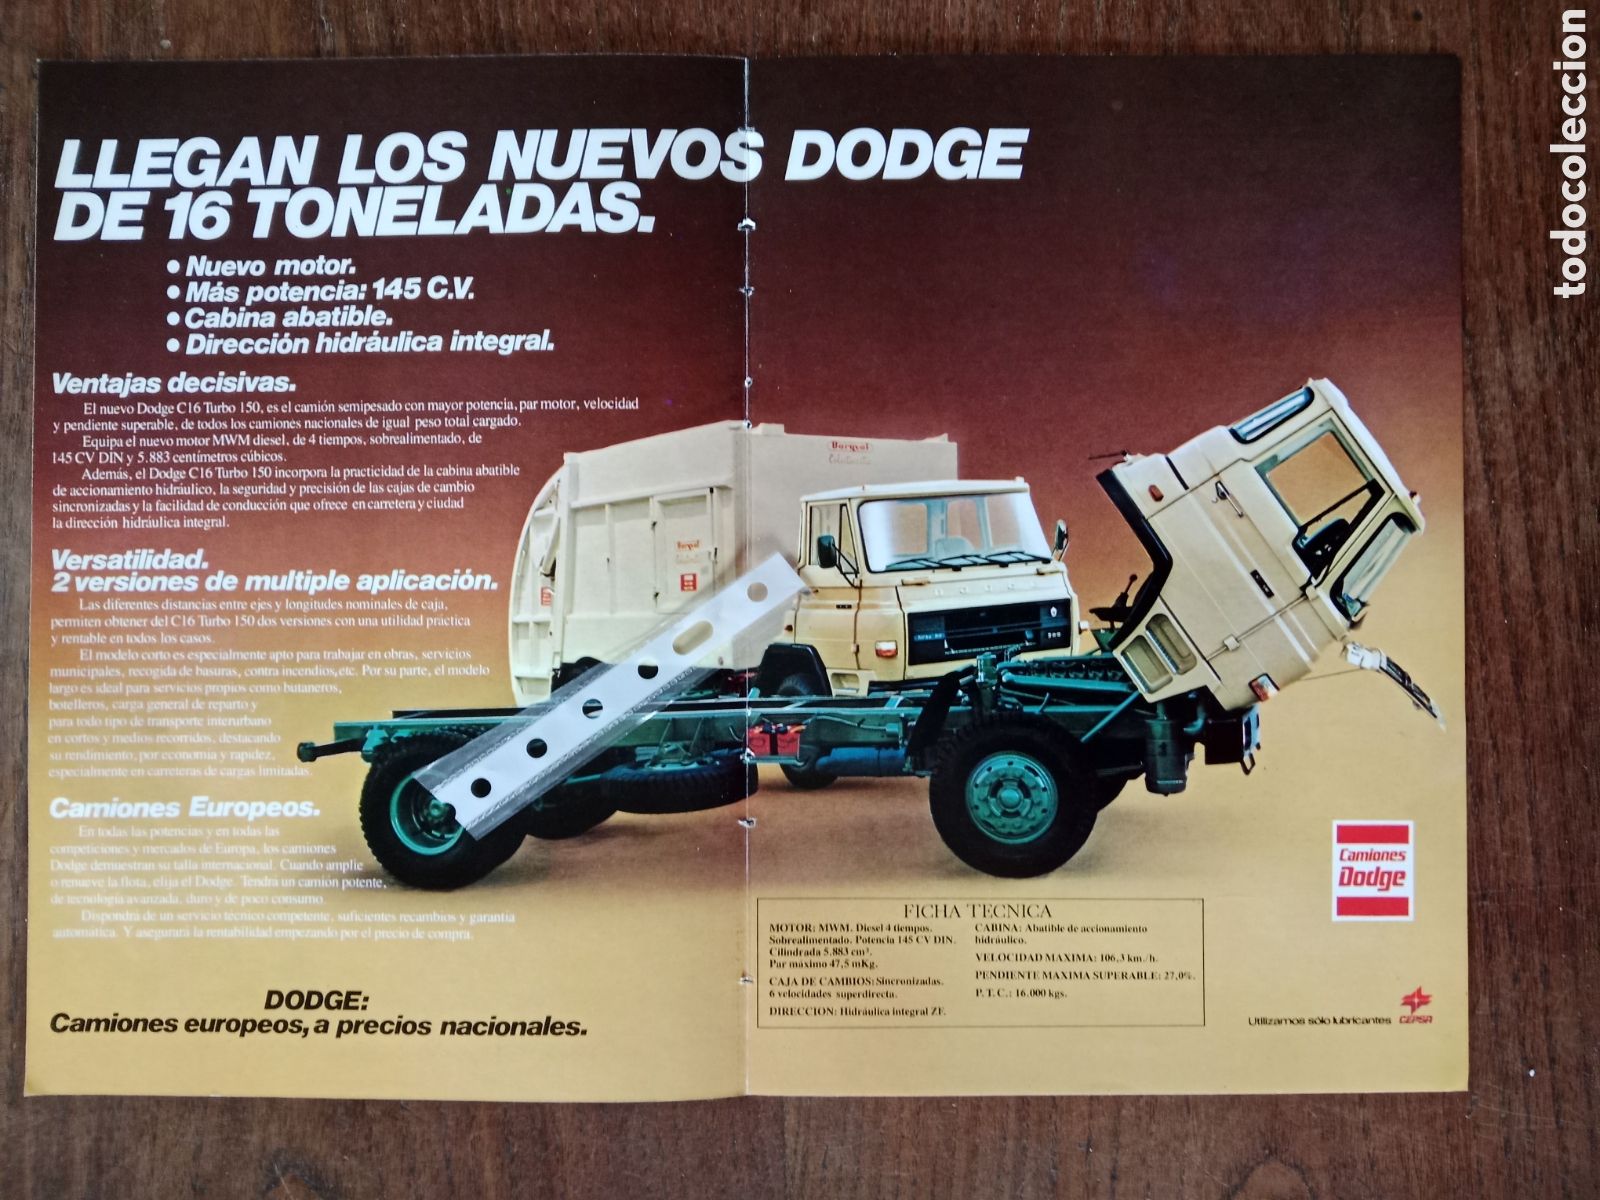 LLEGAN LOS NUEVOS DODGE
DE 16 TONELADAS.
• Nuevo motor.
• Más potencia: 145 C.V.
• Cabina abatible.
• Dirección hidráulica integral.
Ventajas decisivas.
El nuevo Dodge C16 Turbo 150, es el camión semipesado con mayor potencia, par motor, velocidad
y pendiente superable, de todos los camiones nacionales de igual peso total cargado.
Equipa el nuevo motor MWM diesel, de 4 tiempos, sobrealimentado, de
145 CV DIN y 5.883 centímetros cúbicos.
Además, el Dodge C16 Turbo 150 incorpora la practicidad de la cabina abatible
de accionamiento hidráulico, la seguridad y precisión de las cajas de cambio
sincronizadas y la facilidad de conducción que ofrece en carretera y ciudad
la dirección hidráulica integral.
Versatilidad.
2 versiones de multiple aplicación.
Las diferentes distancias entre ejes y longitudes nominales de caja,
permiten obtener del C16 Turbo 150 dos versiones con una utilidad práctica
y rentable en todos los casos.
El modelo corto es especialmente apto para trabajar en obras, servicios
municipales, recogida de basuras, contra incendios, etc. Por su parte, el modelo
largo es ideal para servicios propios como butaneros,
botelleros, carga general de reparto y
para todo tipo de transporte interurbano
en cortos y medios recorridos, destacando
su rendimiento, por economía y rapidez,
especialmente en carreteras de cargas limitadas.
Camiones Europeos.
En todas las potencias y en todas las
competiciones y mercados de Europa, los camiones
Dodge demuestran su talla internacional. Cuando amplie
o renueve la flota, elija el Dodge. Tendrá un camión potente,
de tecnología avanzada, duro y de poco consumo.
Dispondrá de un servicio técnico competente, suficientes recambios y garantía
automática. Y asegurará la rentabilidad empezando por el precio de compra.
DODGE:
Camiones europeos, a precios nacionales.
Borqvol
Borqvol
DODGE
300
FICHA TECNICA
MOTOR: MWM. Diesel 4 tiempos.
Sobrealimentado. Potencia 145 CV DIN.
Cilindrada 5.883 cm³.
Par máximo 47,5 mKg.
CAJA DE CAMBIOS: Sincronizadas.
6 velocidades superdirecta.
DIRECCION: Hidráulica integral ZF.
CABINA: Abatible de accionamiento
hidráulico.
VELOCIDAD MAXIMA: 106,3 km./h.
PENDIENTE MAXIMA SUPERABLE: 27,0%.
P.T.C.: 16.000 kgs.
Camiones
Dodge
Utilizamos sólo lubricantes CEPSA
todocoleccion